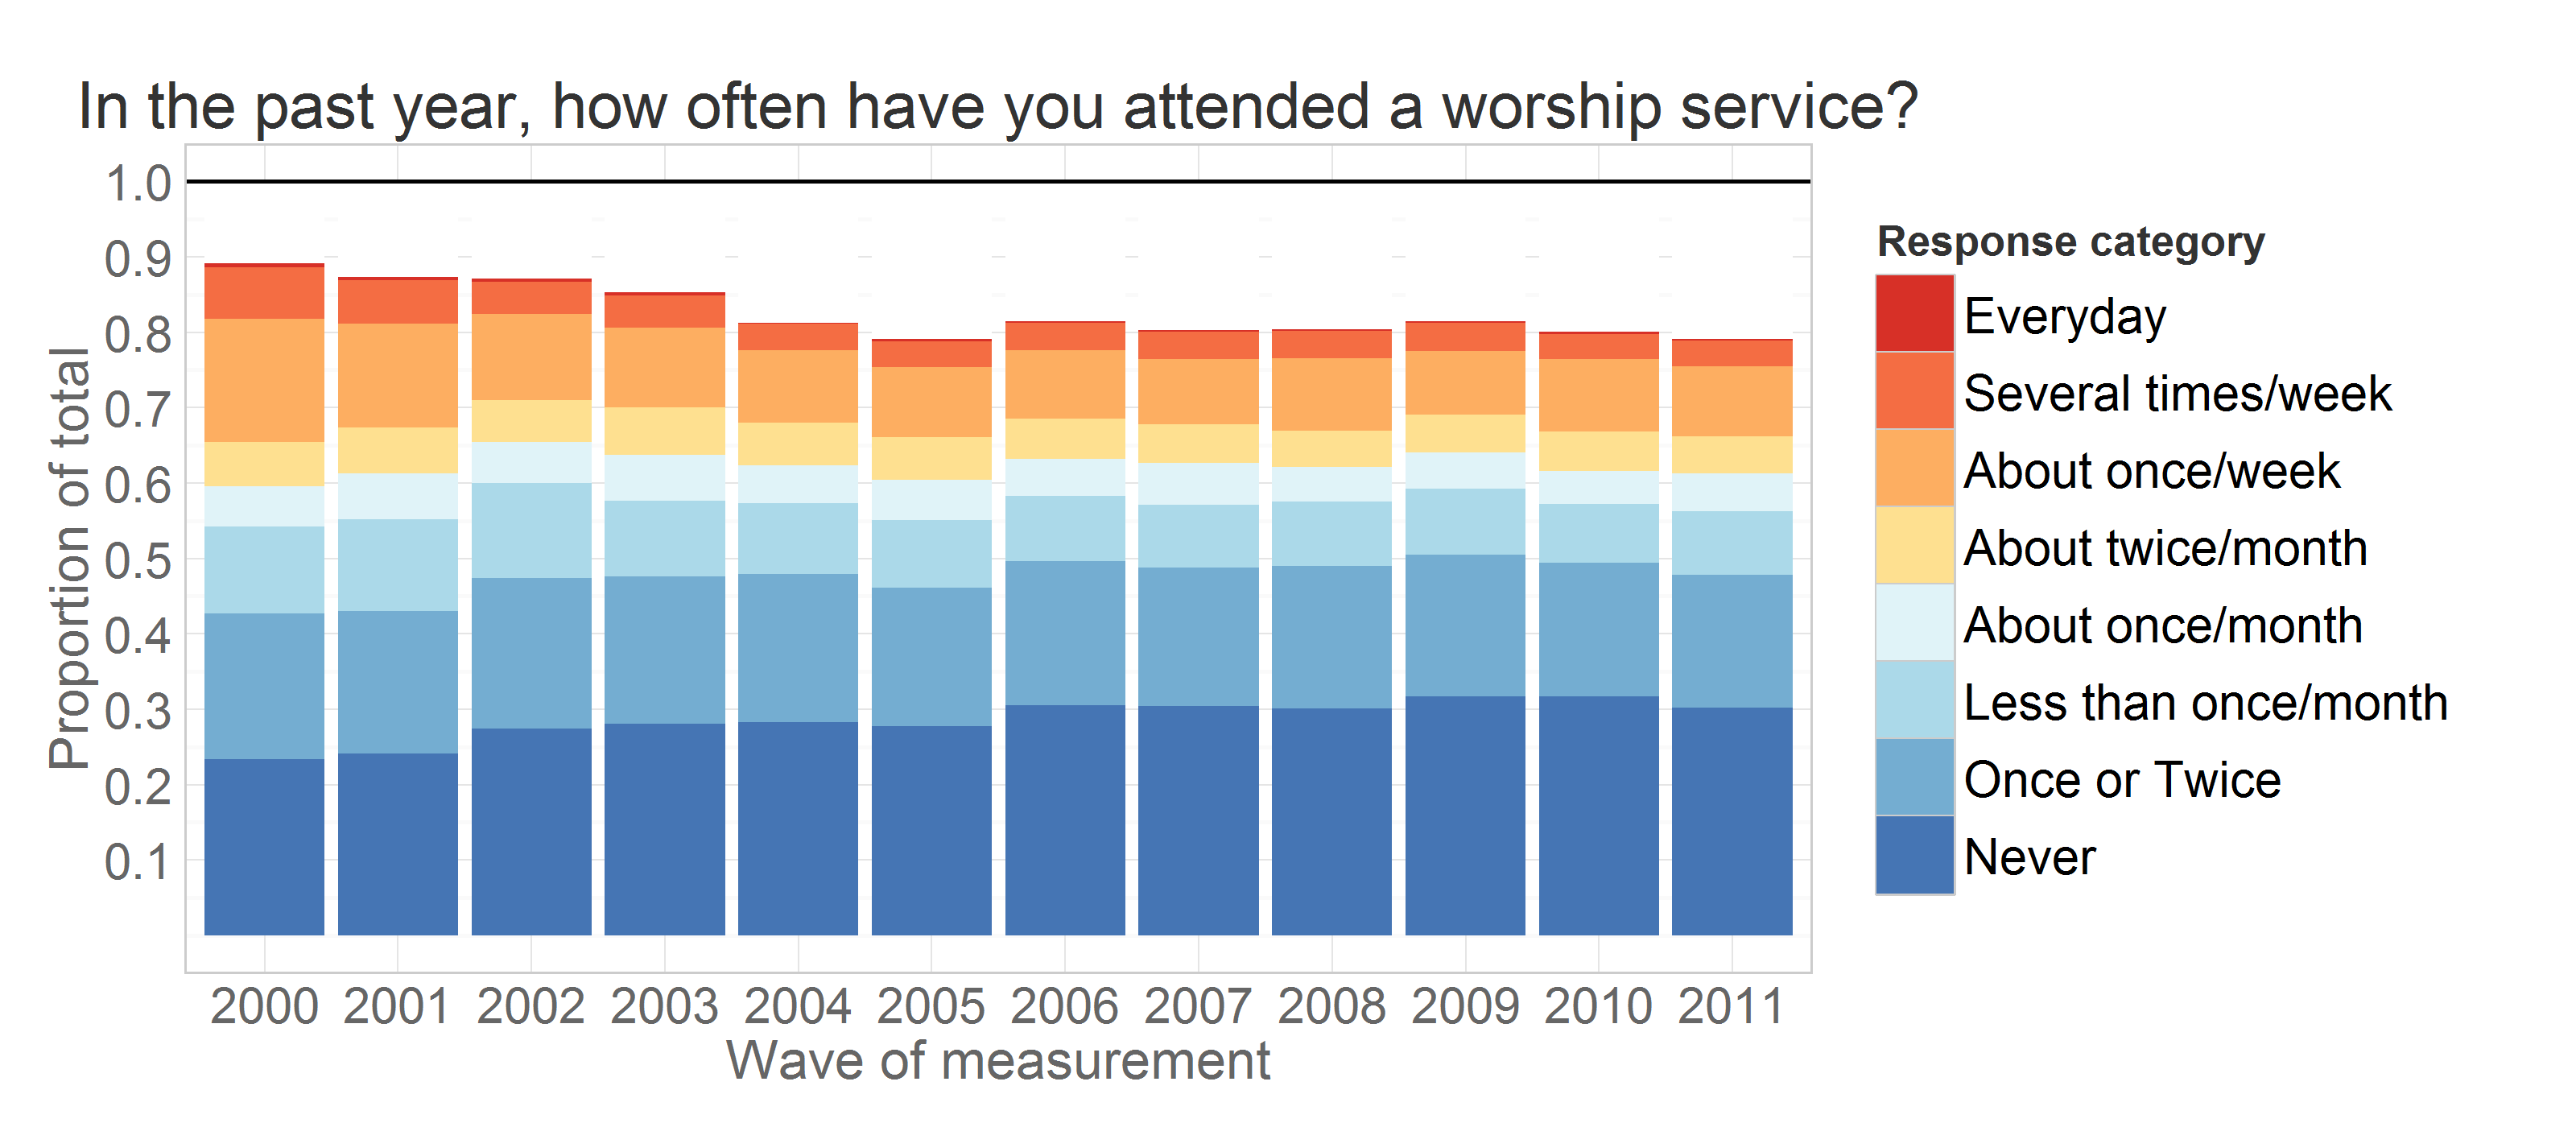 In the past year, how often have you attended a worship service?
Proportion of total
1.0
0.9
0.8
0.7
0.6
0.5
0.4
0.3
0.2
0.1
2000 2001 2002 2003 2004 2005 2006 2007 2008 2009 2010 2011
Wave of measurement
Response category
Everyday
Several times/week
About once/week
About twice/month
About once/month
Less than once/month
Once or Twice
Never